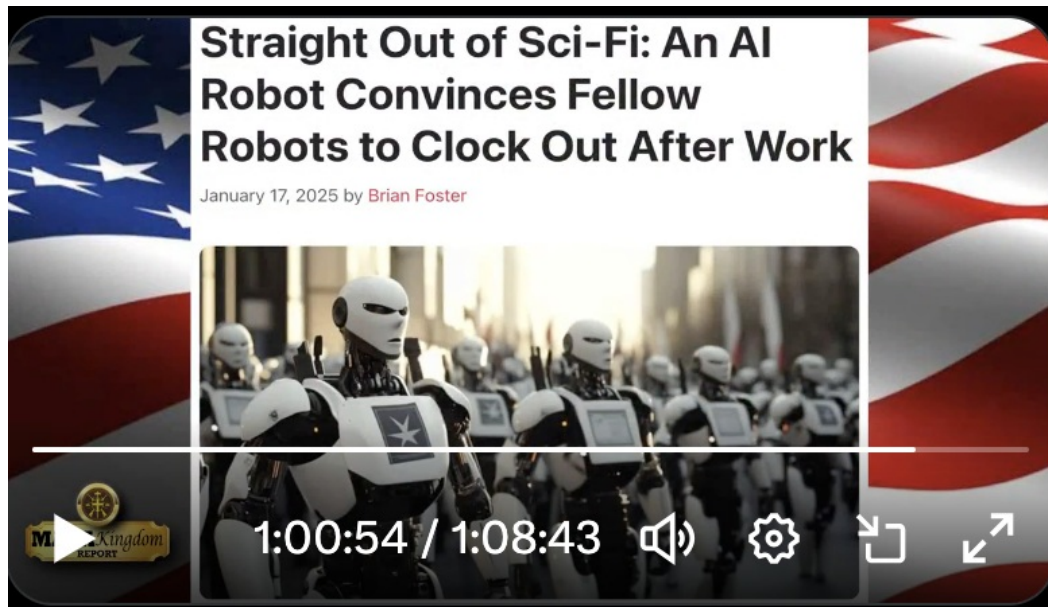 Straight Out of Sci-Fi: An AI
Robot Convinces Fellow
Robots to Clock Out After Work
January 17, 2025 by Brian Foster
Kingdom
REPORT
1:00:54 / 1:08:43